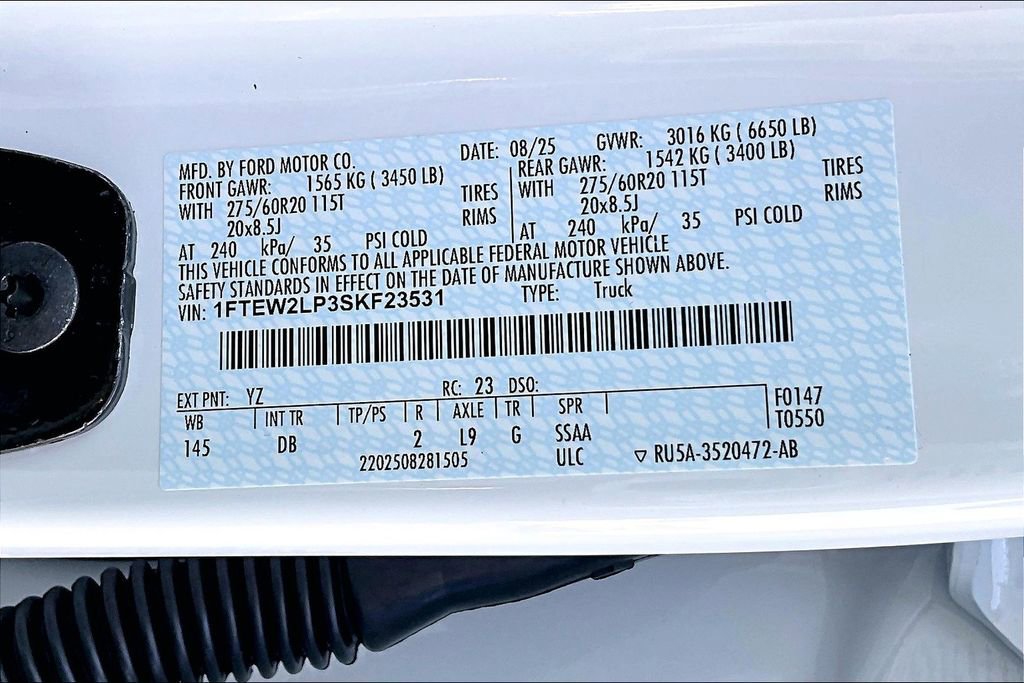 MFD. BY FORD MOTOR CO. DATE: 08/25 GVWR: 3016 KG ( 6650 LB)
FRONT GAWR: 1565 KG ( 3450 LB) REAR GAWR: 1542 KG ( 3400 LB)
WITH 275/60R20 115T TIRES WITH 275/60R20 115T TIRES
20x8.5J RIMS 20x8.5J RIMS
AT 240 kPa/ 35 PSI COLD AT 240 kPa/ 35 PSI COLD
THIS VEHICLE CONFORMS TO ALL APPLICABLE FEDERAL MOTOR VEHICLE
SAFETY STANDARDS IN EFFECT ON THE DATE OF MANUFACTURE SHOWN ABOVE.
VIN: 1FTEW2LP3SKF23531 TYPE: Truck
EXT PNT: YZ RC: 23 DSO:
WB INT TR TP/PS R AXLE TR SPR F0147
145 DB 2 L9 G SSAA T0550
2202508281505 ULC ▽ RU5A-3520472-AB